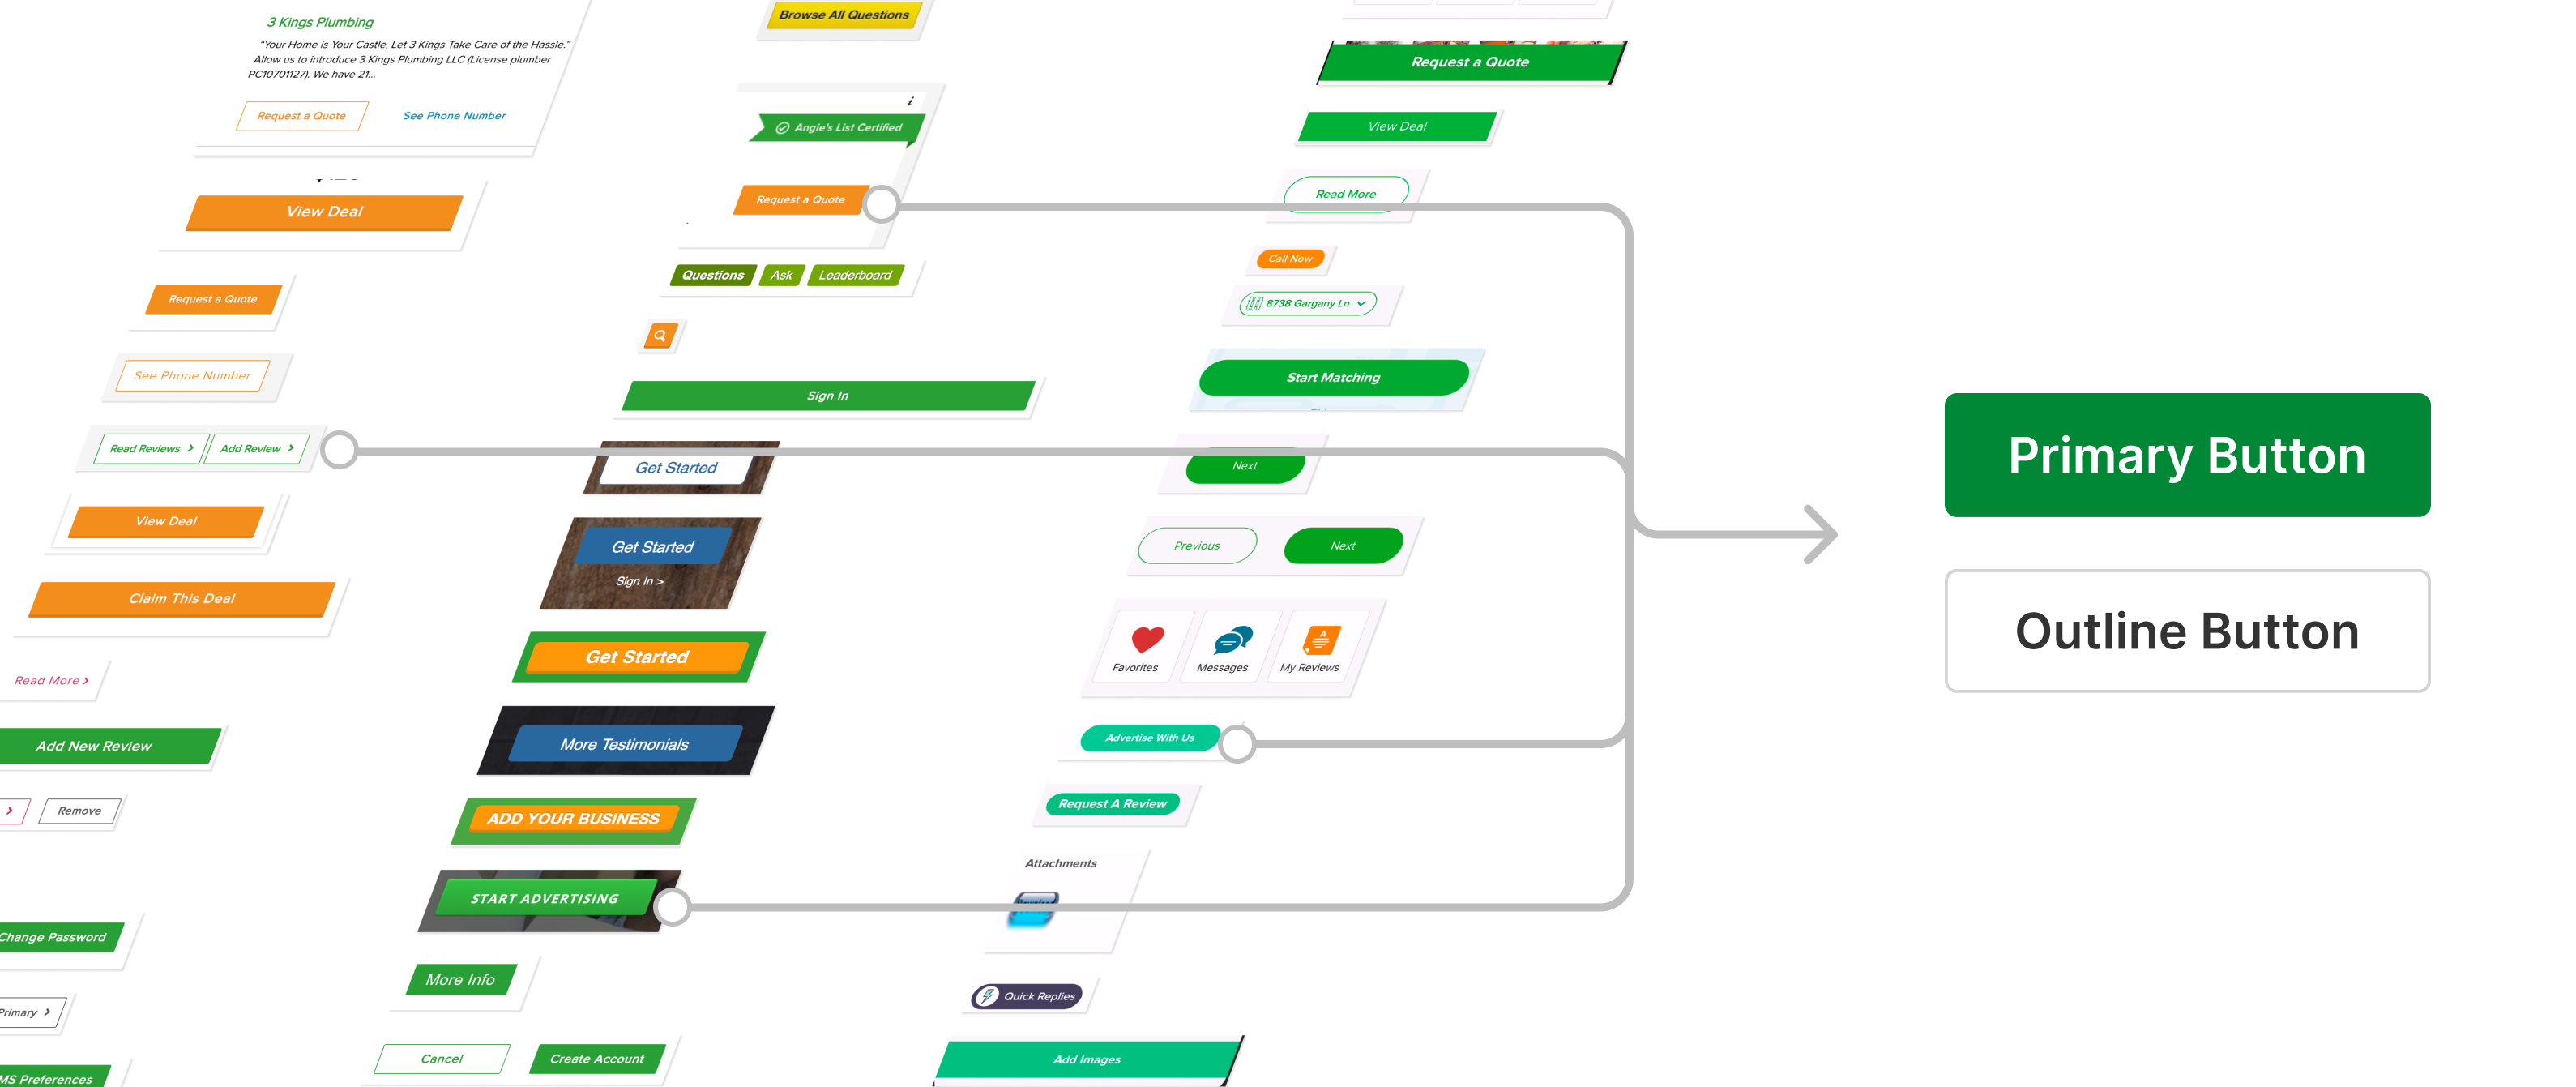 3 Kings Plumbing
“Your Home is Your Castle, Let 3 Kings Take Care of the Hassle.”
Allow us to introduce 3 Kings Plumbing LLC (License plumber
PC10701127). We have 21...
Request a Quote
See Phone Number
View Deal
Request a Quote
See Phone Number
Read Reviews
Add Review
View Deal
Claim This Deal
Read More
Add New Review
Remove
Change Password
Primary
MS Preferences
Browse All Questions
i
Angie's List Certified
Request a Quote
Questions
Ask
Leaderboard
Sign In
Get Started
Get Started
Sign In >
Get Started
More Testimonials
ADD YOUR BUSINESS
START ADVERTISING
More Info
Cancel
Create Account
Request a Quote
View Deal
Read More
Call Now
8738 Gargany Ln
Start Matching
Next
Previous
Next
Favorites
Messages
My Reviews
Advertise With Us
Request A Review
Attachments
Quick Replies
Add Images
Primary Button
Outline Button